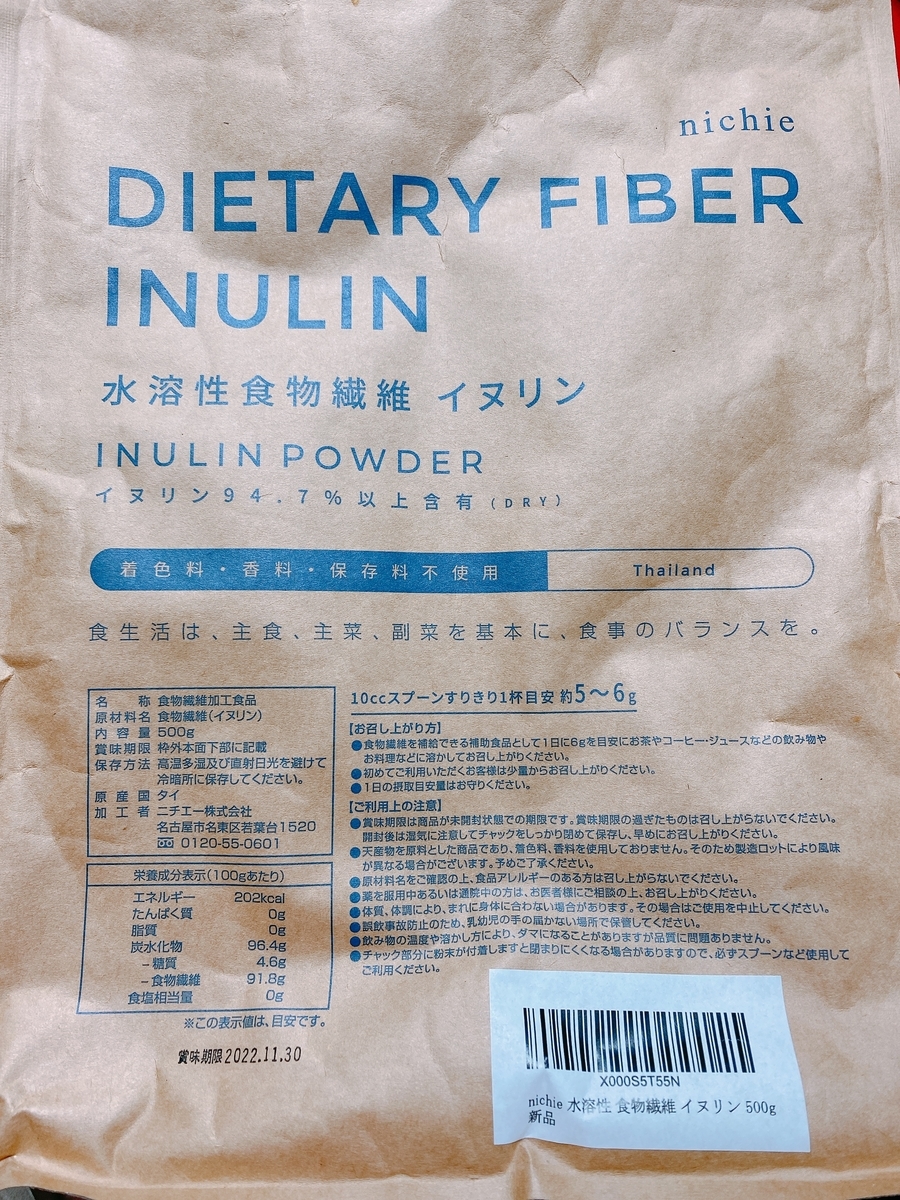 nichie
DIETARY FIBER
INULIN
水溶性食物繊維 イヌリン
INULIN POWDER
イヌリン94.7%以上含有(DRY)
着色料・香料・保存料不使用
Thailand
食生活は、主食、主菜、副菜を基本に、食事のバランスを。
名称 食物繊維加工食品
原材料名 食物繊維(イヌリン)
内容量 500g
賞味期限 枠外本面下部に記載
保存方法 高温多湿及び直射日光を避けて
冷暗所に保存してください。
原産国 タイ
加工者 ニチエー株式会社
名古屋市名東区若葉台1520
0120-55-0601
栄養成分表示(100gあたり)
エネルギー 202kcal
たんぱく質 0g
脂質 0g
炭水化物 96.4g
-糖質 4.6g
-食物繊維 91.8g
食塩相当量 0g
※この表示値は、目安です。
賞味期限2022.11.30
10ccスプーンすりきり1杯目安 約5〜6g
【お召し上がり方】
●食物繊維を補給できる補助食品として1日に6gを目安にお茶やコーヒー・ジュースなどの飲み物や
お料理などに溶かしてお召し上がりください。
●初めてご利用いただくお客様は少量からお召し上がりください。
●1日の摂取目安量はお守りください。
【ご利用上の注意】
●賞味期限は商品が未開封状態での期限です。賞味期限の過ぎたものは召し上がらないでください。
開封後は湿気に注意してチャックをしっかり閉めて保存し、早めにお召し上がりください。
●天産物を原料とした商品であり、着色料、香料を使用しておりません。そのため製造ロットにより風味
が異なる場合がございます。予めご了承ください。
●原材料名をご確認の上、食品アレルギーのある方は召し上がらないでください。
●薬を服用中あるいは通院中の方は、お医者様にご相談の上、お召し上がりください。
●体質、体調により、まれに身体に合わない場合があります。その場合はご使用を中止してください。
●誤飲事故防止のため、乳幼児の手の届かない場所で保管してください。
●飲み物の温度や溶かし方により、ダマになることがありますが品質に問題ありません。
●チャック部分に粉末が付着しますと閉まりにくくなる場合がありますので、必ずスプーンなど使用して
ご利用ください。
X000S5T55N
nichie 水溶性 食物繊維 イヌリン 500g
新品